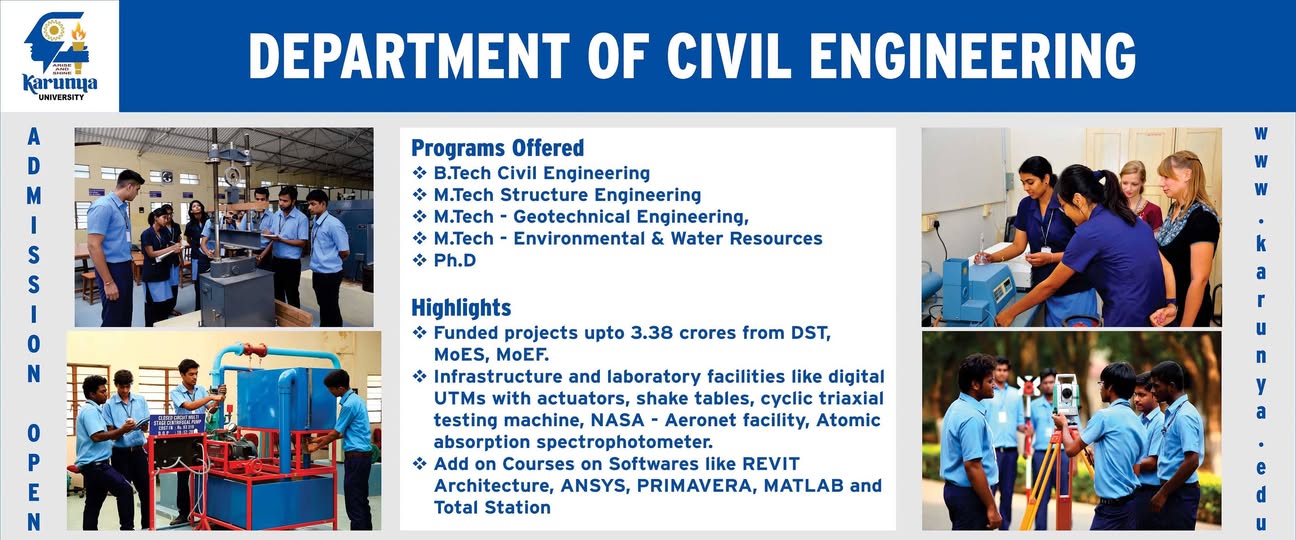 ARISE
AND
SHINE
Karunya
UNIVERSITY
DEPARTMENT OF CIVIL ENGINEERING
ADMISSION OPEN
Programs Offered
❖ B.Tech Civil Engineering
❖ M.Tech Structure Engineering
❖ M.Tech - Geotechnical Engineering,
❖ M.Tech - Environmental & Water Resources
❖ Ph.D
Highlights
❖ Funded projects upto 3.38 crores from DST,
MoES, MoEF.
❖ Infrastructure and laboratory facilities like digital
UTMs with actuators, shake tables, cyclic triaxial
testing machine, NASA - Aeronet facility, Atomic
absorption spectrophotometer.
❖ Add on Courses on Softwares like REVIT
Architecture, ANSYS, PRIMAVERA, MATLAB and
Total Station
CLOSED CIRCUIT MULTI
STAGE CENTRIFUGAL PUMP
COST IN : Rs.
www.karunya.edu